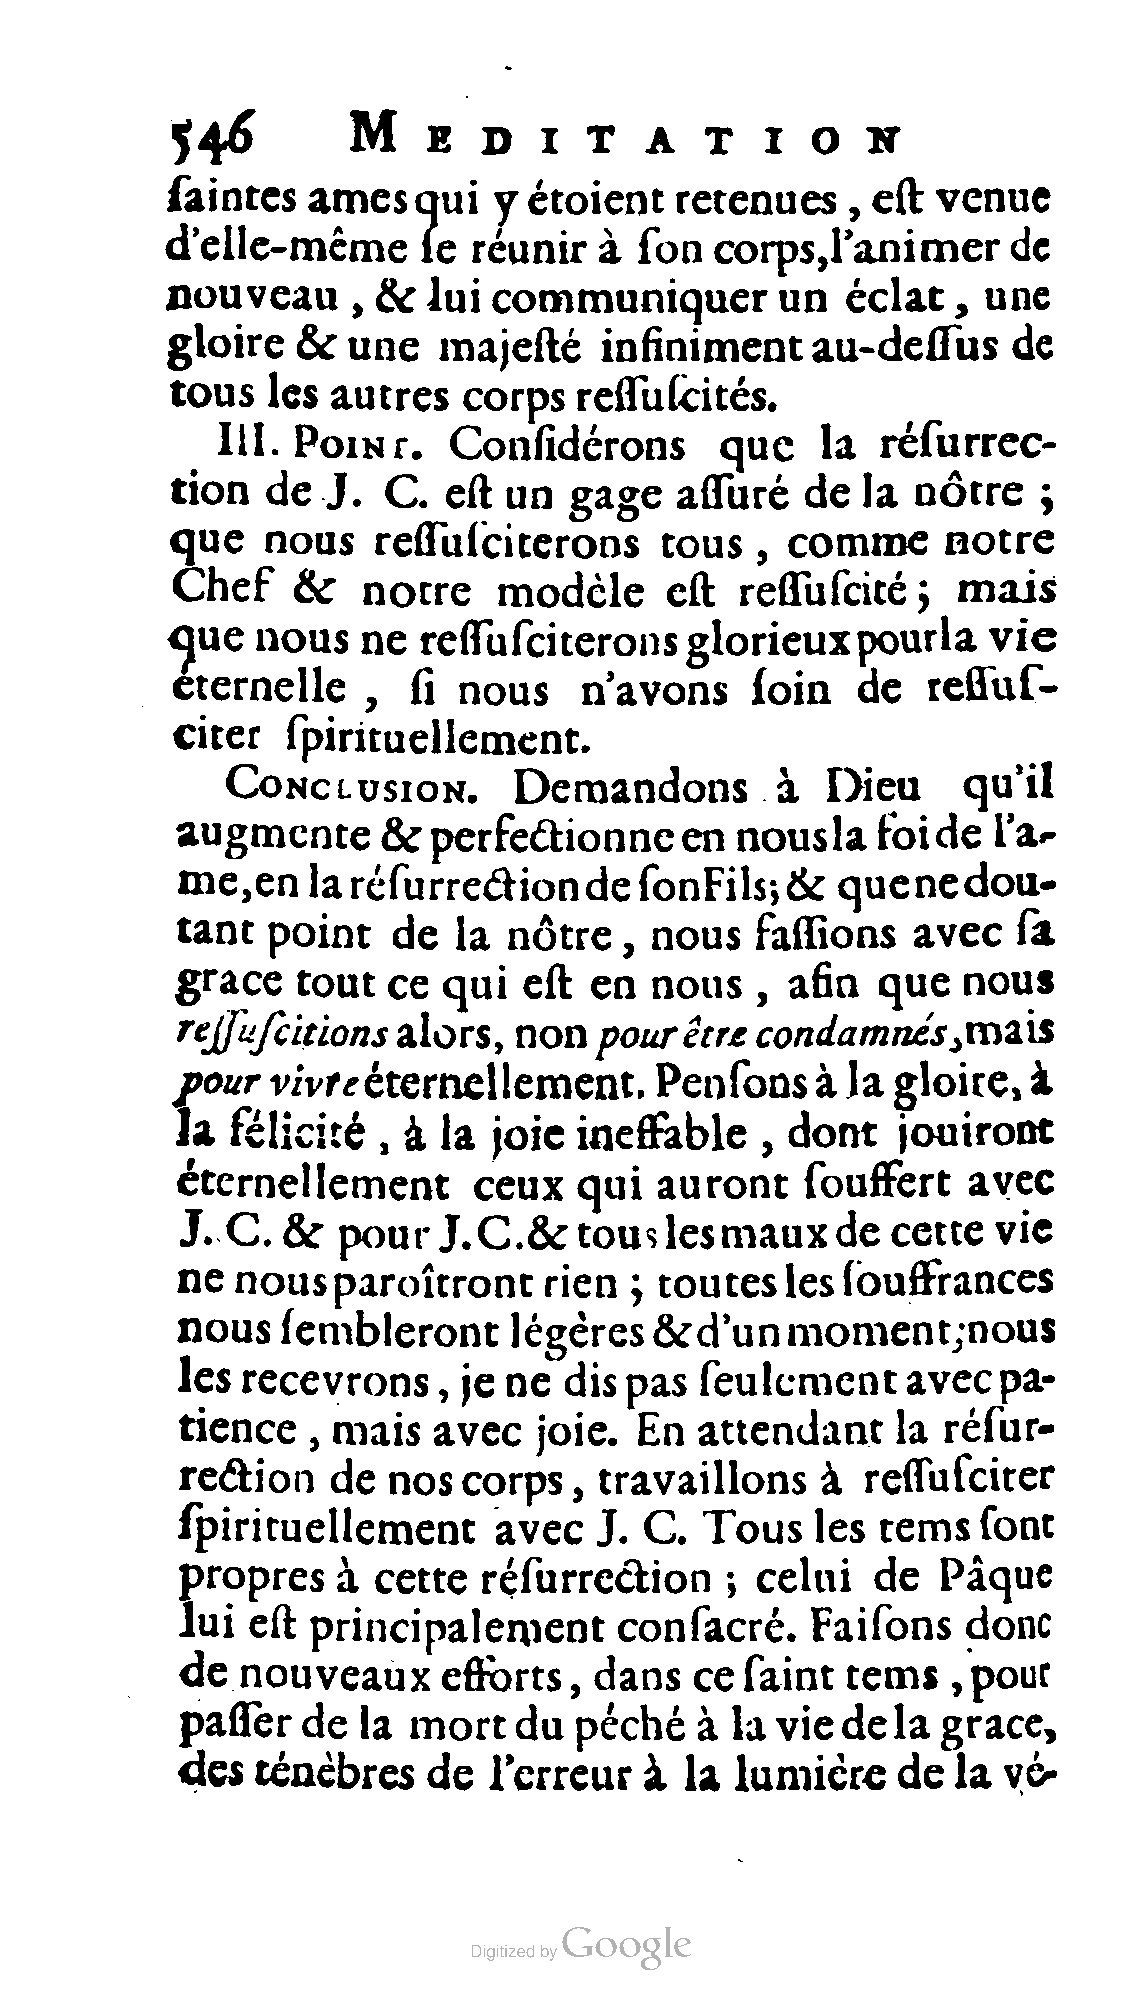 546 MEDITATION
ſaintes ames qui y étoient retenues, eſt venue
d'elle-même ſe réunir à ſon corps, l'animer de
nouveau, & lui communiquer un éclat, une
gloire & une majeſté infiniment au-deſſus de
tous les autres corps reſſuſcités.
III. POINT. Conſidérons que la réſurrec-
tion de J. C. eſt un gage aſſuré de la nôtre ;
que nous reſſuſciterons tous, comme notre
Chef & notre modèle eſt reſſuſcité ; mais
que nous ne reſſuſciterons glorieux pour la vie
éternelle, ſi nous n'avons ſoin de reſſuſ-
citer ſpirituellement.
CONCLUSION. Demandons à Dieu qu'il
augmente & perfectionne en nous la foi de l'a-
me, en la réſurrection de ſon Fils; & que ne dou-
tant point de la nôtre, nous faſſions avec ſa
grace tout ce qui eſt en nous, afin que nous
reſſuſcitions alors, non pour être condamnés, mais
pour vivre éternellement. Penſons à la gloire, à
la félicité, à la joie ineffable, dont jouiront
éternellement ceux qui auront ſouffert avec
J. C. & pour J. C. & tous les maux de cette vie
ne nous paroîtront rien ; toutes les ſouffrances
nous ſembleront légères & d'un moment; nous
les recevrons, je ne dis pas ſeulement avec pa-
tience, mais avec joie. En attendant la réſur-
rection de nos corps, travaillons à reſſuſciter
ſpirituellement avec J. C. Tous les tems ſont
propres à cette réſurrection ; celui de Pâque
lui eſt principalement conſacré. Faiſons donc
de nouveaux efforts, dans ce ſaint tems, pour
paſſer de la mort du péché à la vie de la grace,
des ténèbres de l'erreur à la lumière de la vé-
Digitized by Google